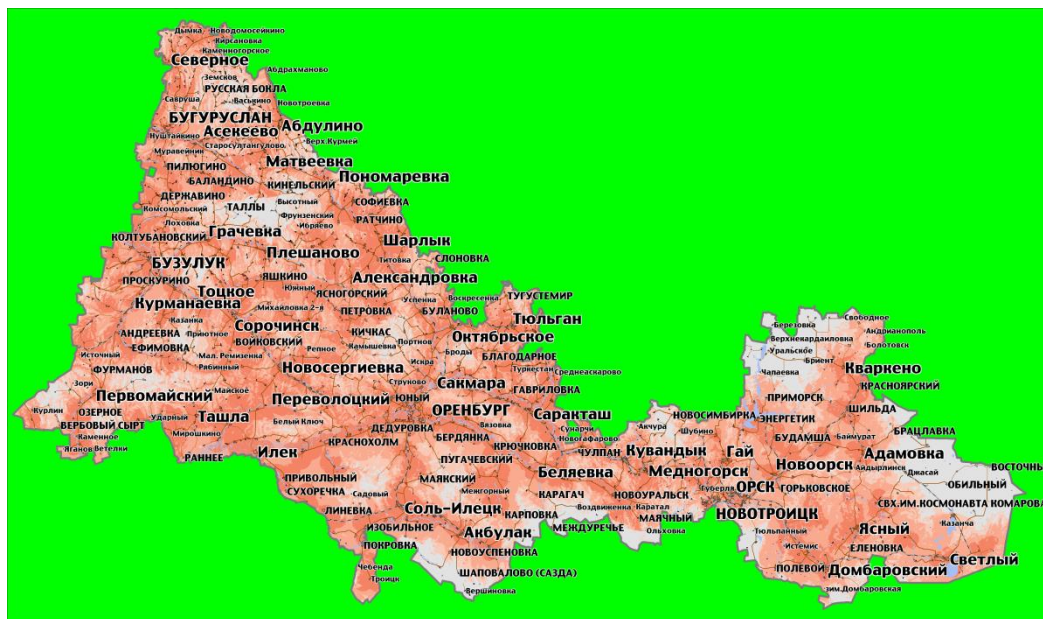 Дымка
Новодомосейкино
Кирсановка
Каменногорское
Северное
Абдрахманово
Земсков
РУССКАЯ БОКЛА
Савруша
Баськино
Новотроевка
БУГУРУСЛАН
Абдулино
Асекеево
Нуштайкино
Верх.Курмей
Старосултангулово
Муравейник
Матвеевка
ПИЛЮГИНО
Пономаревка
БАЛАНДИНО
КИНЕЛЬСКИЙ
ДЕРЖАВИНО
Высотный
СОФИЕВКА
Комсомольский
ТАЛЛЫ
Фрунзенский
РАТЧИНО
Лоховка
Ибряево
Грачевка
КОЛТУБАНОВСКИЙ
Шарлык
Плешаново
СЛОНОВКА
БУЗУЛУК
Титовка
ПРОСКУРИНО
ЯШКИНО
Александровка
Южный
Тоцкое
ЯСНОГОРСКИЙ
Курманаевка
Успенка
Воскресенка
ТУГУСТЕМИР
Михайловка 2-я
ПЕТРОВКА
БУЛАНОВО
Казанка
Тюльган
Сорочинск
АНДРЕЕВКА
Приютное
КИЧКАС
Октябрьское
ВОЙКОВСКИЙ
Портнов
ЕФИМОВКА
Репное
Камышевка
Источный
Мал. Ремизенка
Броды
БЛАГОДАРНОЕ
Искра
ФУРМАНОВ
Рябинный
Новосергиевка
Туркестан
Среднеаскарово
Зори
Струково
Сакмара
ГАВРИЛОВКА
Первомайский
Майское
Переволоцкий
ЮНЫЙ
Курлин
ОЗЕРНОЕ
Ударный
Ташла
ОРЕНБУРГ
Саракташ
ВЕРБОВЫЙ СЫРТ
Белый Ключ
Вязовка
Каменное
Мирошкино
ДЕДУРОВКА
Сунарчи
КРАСНОХОЛМ
БЕРДЯНКА
Новогафарово
Яганов
Ветелки
КРЮЧКОВКА
ЧУЛПАН
РАННЕЕ
Илек
ПУГАЧЕВСКИЙ
Беляевка
ПРИВОЛЬНЫЙ
МАЯКСКИЙ
СУХОРЕЧКА
Садовый
Межгорный
КАРАГАЧ
ЛИНЕВКА
Соль-Илецк
КАРПОВКА
ИЗОБИЛЬНОЕ
Акбулак
МЕЖДУРЕЧЬЕ
ПОКРОВКА
НОВОУСПЕНОВКА
Чебенда
ШАПОВАЛОВО (САЗДА)
Троицк
Вершиновка
Березовка
Свободное
Андрианополь
Верхнекардаиловка
Болотовск
Уральское
Бриент
Чапаевка
Кваркено
КРАСНОЯРСКИЙ
ПРИМОРСК
НОВОСИМБИРКА
ШИЛЬДА
ЭНЕРГЕТИК
Акчура
Шубино
БРАЦЛАВКА
БУДАМША
Баймурат
Кувандык
Гай
Адамовка
Медногорск
Новоорск
Айдырлинск
ВОСТОЧНЫ
Джасай
Губерля
ОРСК
ГОРЬКОВСКОЕ
ОБИЛЬНЫЙ
НОВОУРАЛЬСК
Воздвиженка
Каратал
НОВОТРОИЦК
СВХ.ИМ.КОСМОНАВТА КОМАРОВА
МАЯЧНЫЙ
Казанча
Ольховка
Тюльпанный
Ясный
Истемис
ЕЛЕНОВКА
Светлый
ПОЛЕВОЙ
Домбаровский
зим.Домбаровская